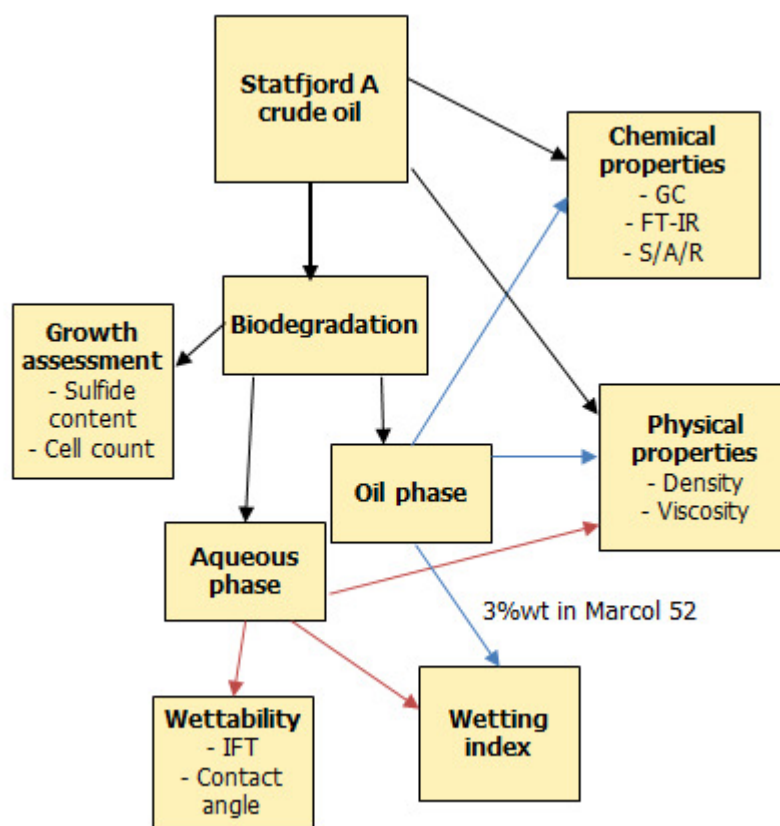 Statfjord A
crude oil
Chemical
properties
- GC
- FT-IR
- S/A/R
Biodegradation
Growth
assessment
- Sulfide
content
- Cell count
Physical
properties
- Density
- Viscosity
Oil phase
Aqueous
phase
3%wt in Marcol 52
Wettability
- IFT
- Contact
angle
Wetting
index